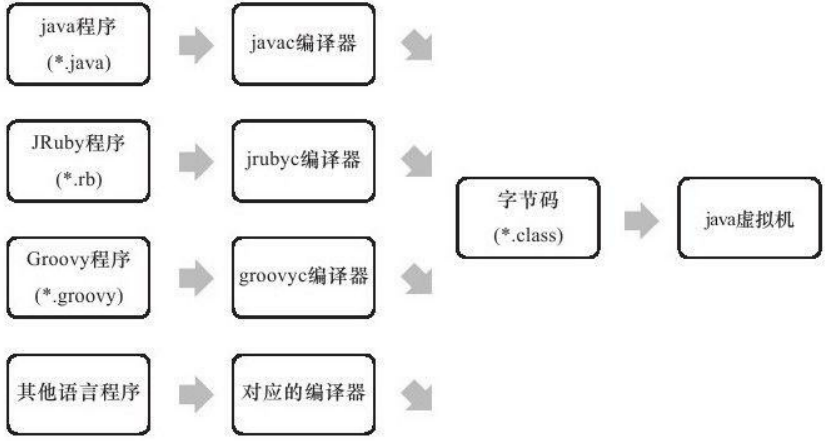 java程序
(*.java)
javac编译器
JRuby程序
(*.rb)
jrubyc编译器
字节码
(*.class)
java虚拟机
Groovy程序
(*.groovy)
groovyc编译器
其他语言程序
对应的编译器